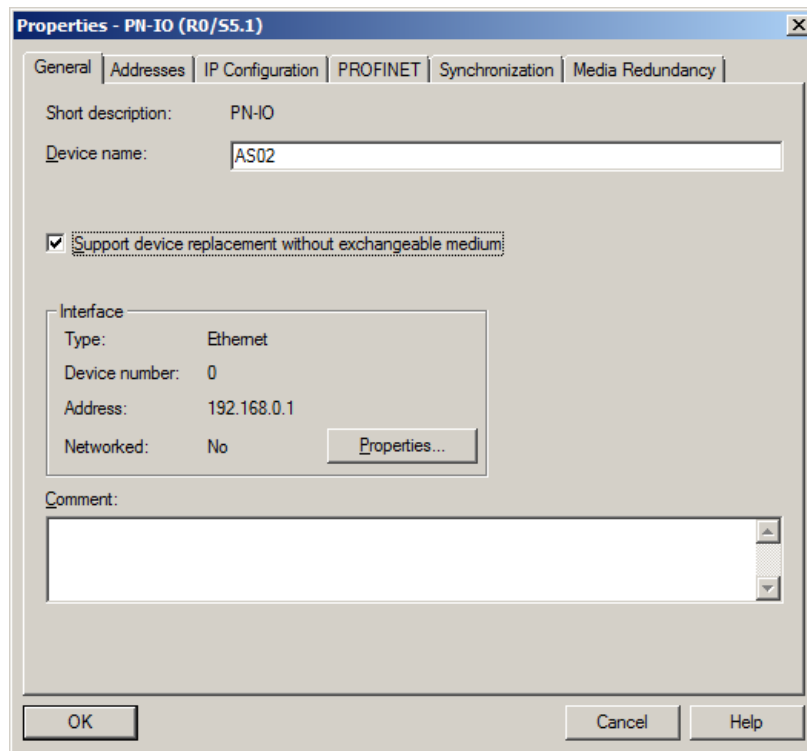 Properties - PN-IO (R0/S5.1)
General Addresses IP Configuration PROFINET Synchronization Media Redundancy
Short description: PN-IO
Device name: AS02
Support device replacement without exchangeable medium
Interface
Type: Ethernet
Device number: 0
Address: 192.168.0.1
Networked: No Properties...
Comment:
OK Cancel Help